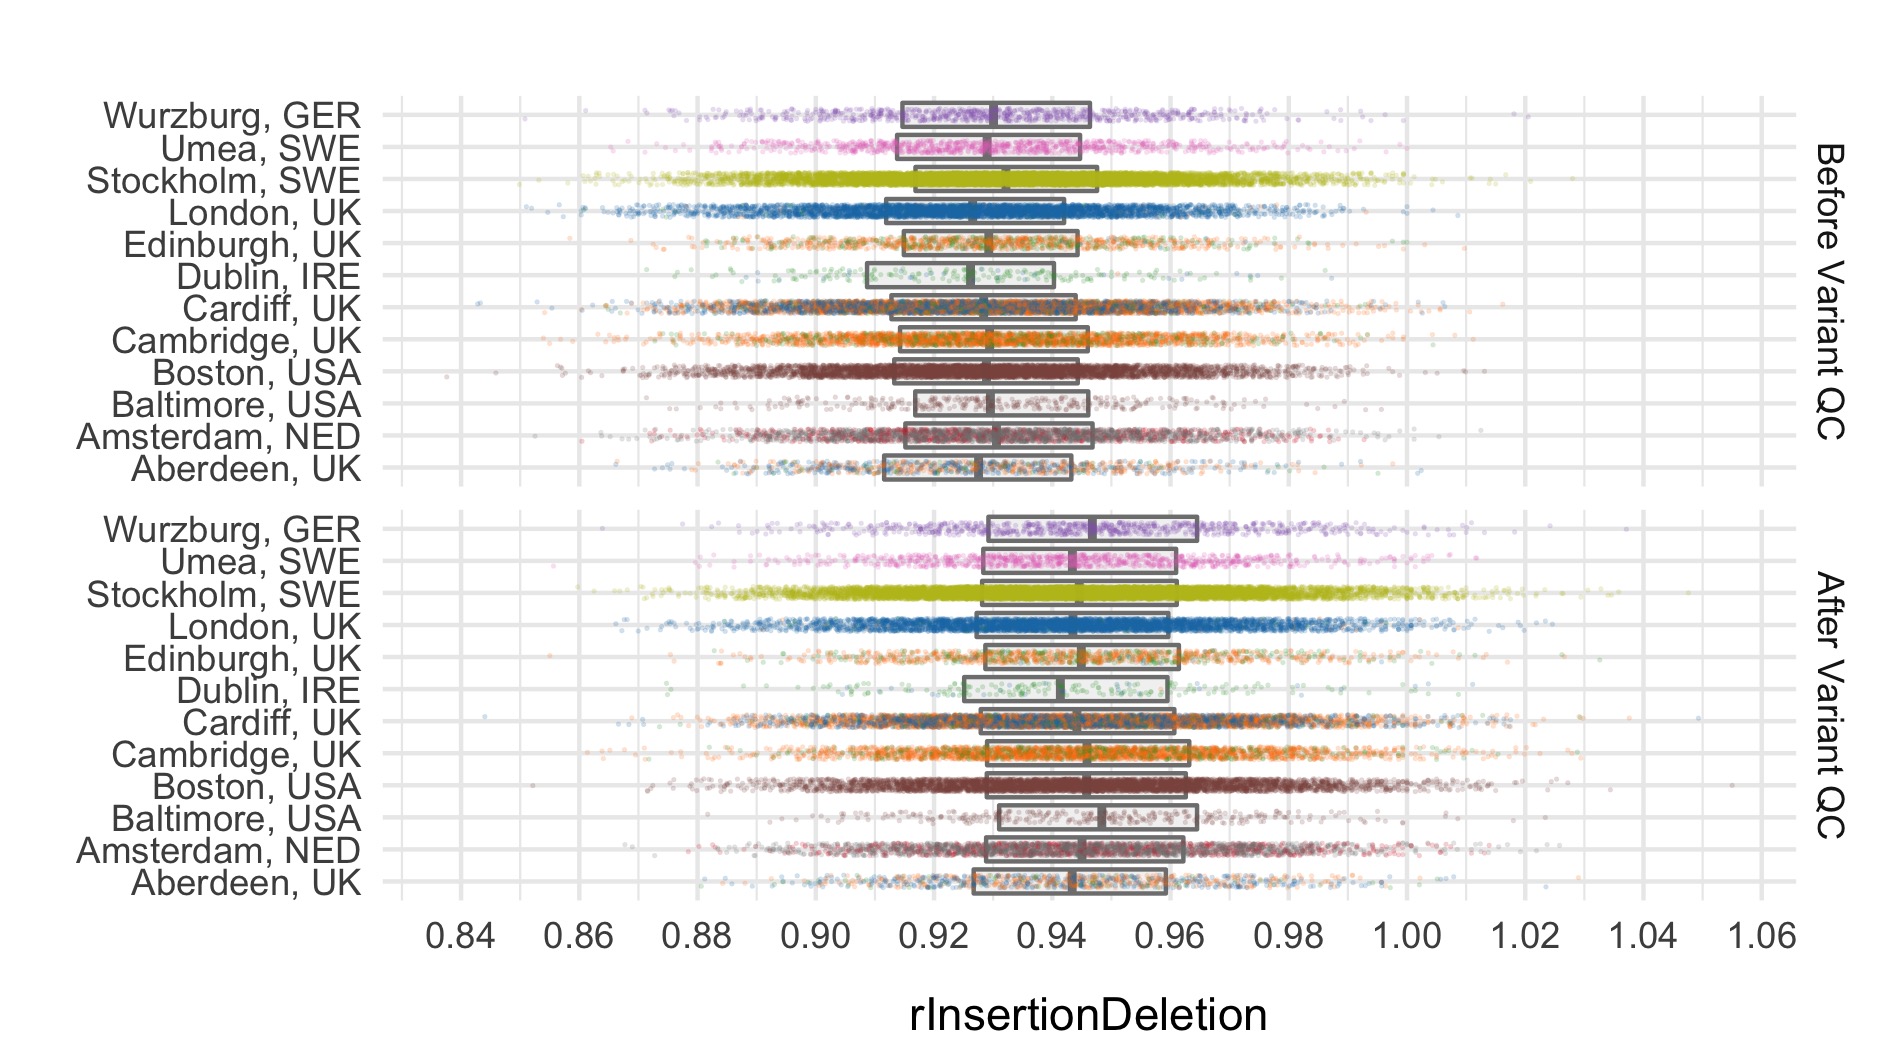 Wurzburg, GER
Umea, SWE
Stockholm, SWE
London, UK
Edinburgh, UK
Dublin, IRE
Cardiff, UK
Cambridge, UK
Boston, USA
Baltimore, USA
Amsterdam, NED
Aberdeen, UK
Before Variant QC
Wurzburg, GER
Umea, SWE
Stockholm, SWE
London, UK
Edinburgh, UK
Dublin, IRE
Cardiff, UK
Cambridge, UK
Boston, USA
Baltimore, USA
Amsterdam, NED
Aberdeen, UK
After Variant QC
0.84 0.86 0.88 0.90 0.92 0.94 0.96 0.98 1.00 1.02 1.04 1.06
rInsertionDeletion